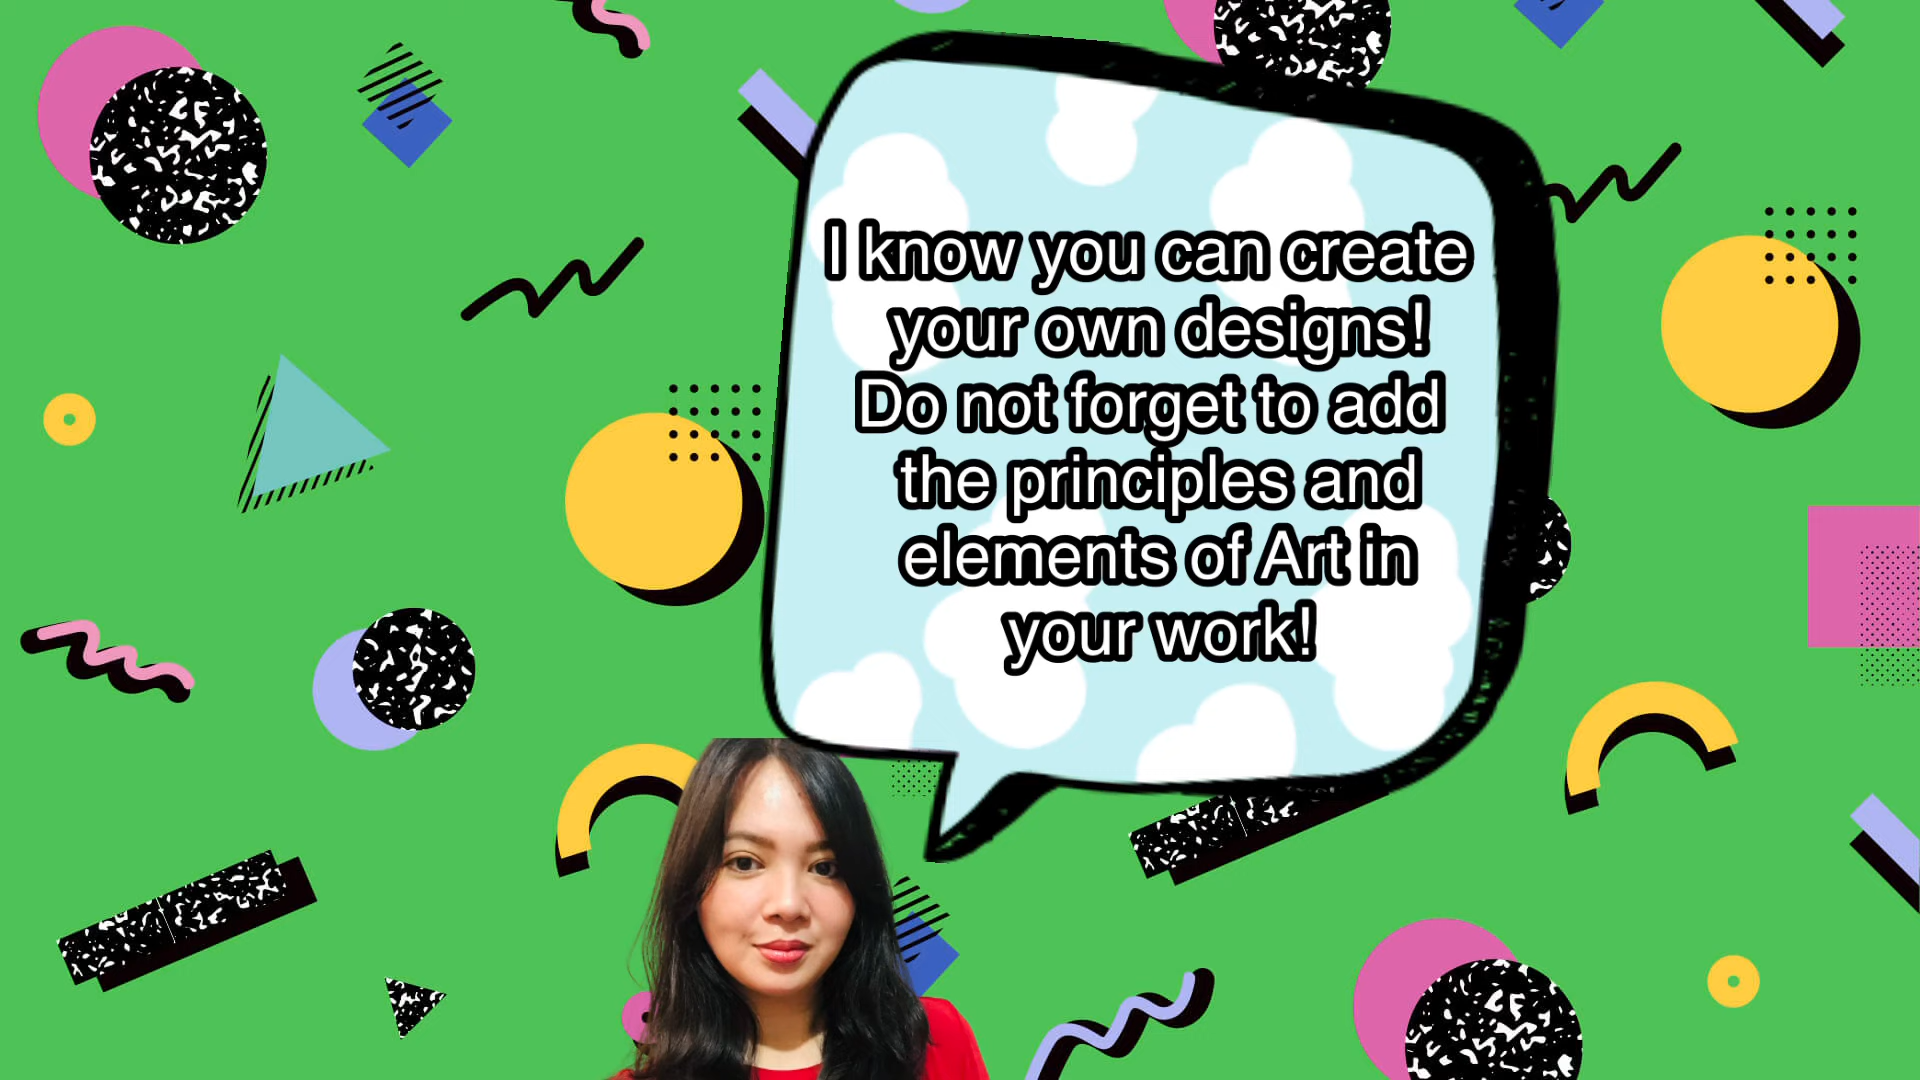 I know you can create
your own designs!
Do not forget to add
the principles and
elements of Art in
your work!